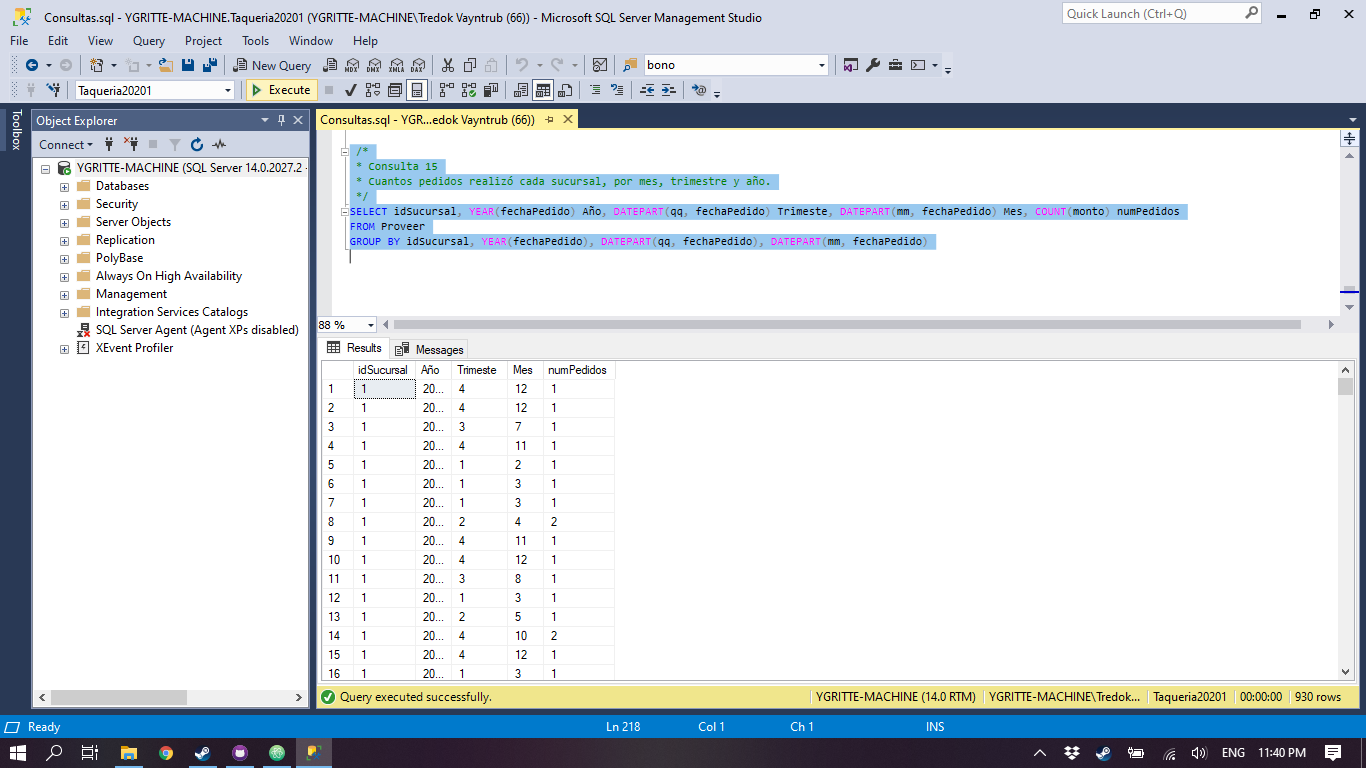 Consultas.sql - YGRITTE-MACHINE.Taqueria20201 (YGRITTE-MACHINE\Tredok Vayntrub (66)) - Microsoft SQL Server Management Studio
Quick Launch (Ctrl+Q)
File Edit View Query Project Tools Window Help
New Query MDX DMX XMLA DAX bono
Taqueria20201 Execute
Toolbox
Object Explorer
Connect
YGRITTE-MACHINE (SQL Server 14.0.2027.2 -
Databases
Security
Server Objects
Replication
PolyBase
Always On High Availability
Management
Integration Services Catalogs
SQL Server Agent (Agent XPs disabled)
XEvent Profiler
Consultas.sql - YGR...edok Vayntrub (66))
/*
* Consulta 15
* Cuantos pedidos realizó cada sucursal, por mes, trimestre y año.
*/
SELECT idSucursal, YEAR(fechaPedido) Año, DATEPART(qq, fechaPedido) Trimeste, DATEPART(mm, fechaPedido) Mes, COUNT(monto) numPedidos
FROM Proveer
GROUP BY idSucursal, YEAR(fechaPedido), DATEPART(qq, fechaPedido), DATEPART(mm, fechaPedido)
88 %
Results Messages
idSucursal Año Trimeste Mes numPedidos
1 1 20... 4 12 1
2 1 20... 4 12 1
3 1 20... 3 7 1
4 1 20... 4 11 1
5 1 20... 1 2 1
6 1 20... 1 3 1
7 1 20... 1 3 1
8 1 20... 2 4 2
9 1 20... 4 11 1
10 1 20... 4 12 1
11 1 20... 3 8 1
12 1 20... 1 3 1
13 1 20... 2 5 1
14 1 20... 4 10 2
15 1 20... 4 12 1
16 1 20... 1 3 1
Query executed successfully. YGRITTE-MACHINE (14.0 RTM) YGRITTE-MACHINE\Tredok... Taqueria20201 00:00:00 930 rows
Ready Ln 218 Col 1 Ch 1 INS
ENG 11:40 PM